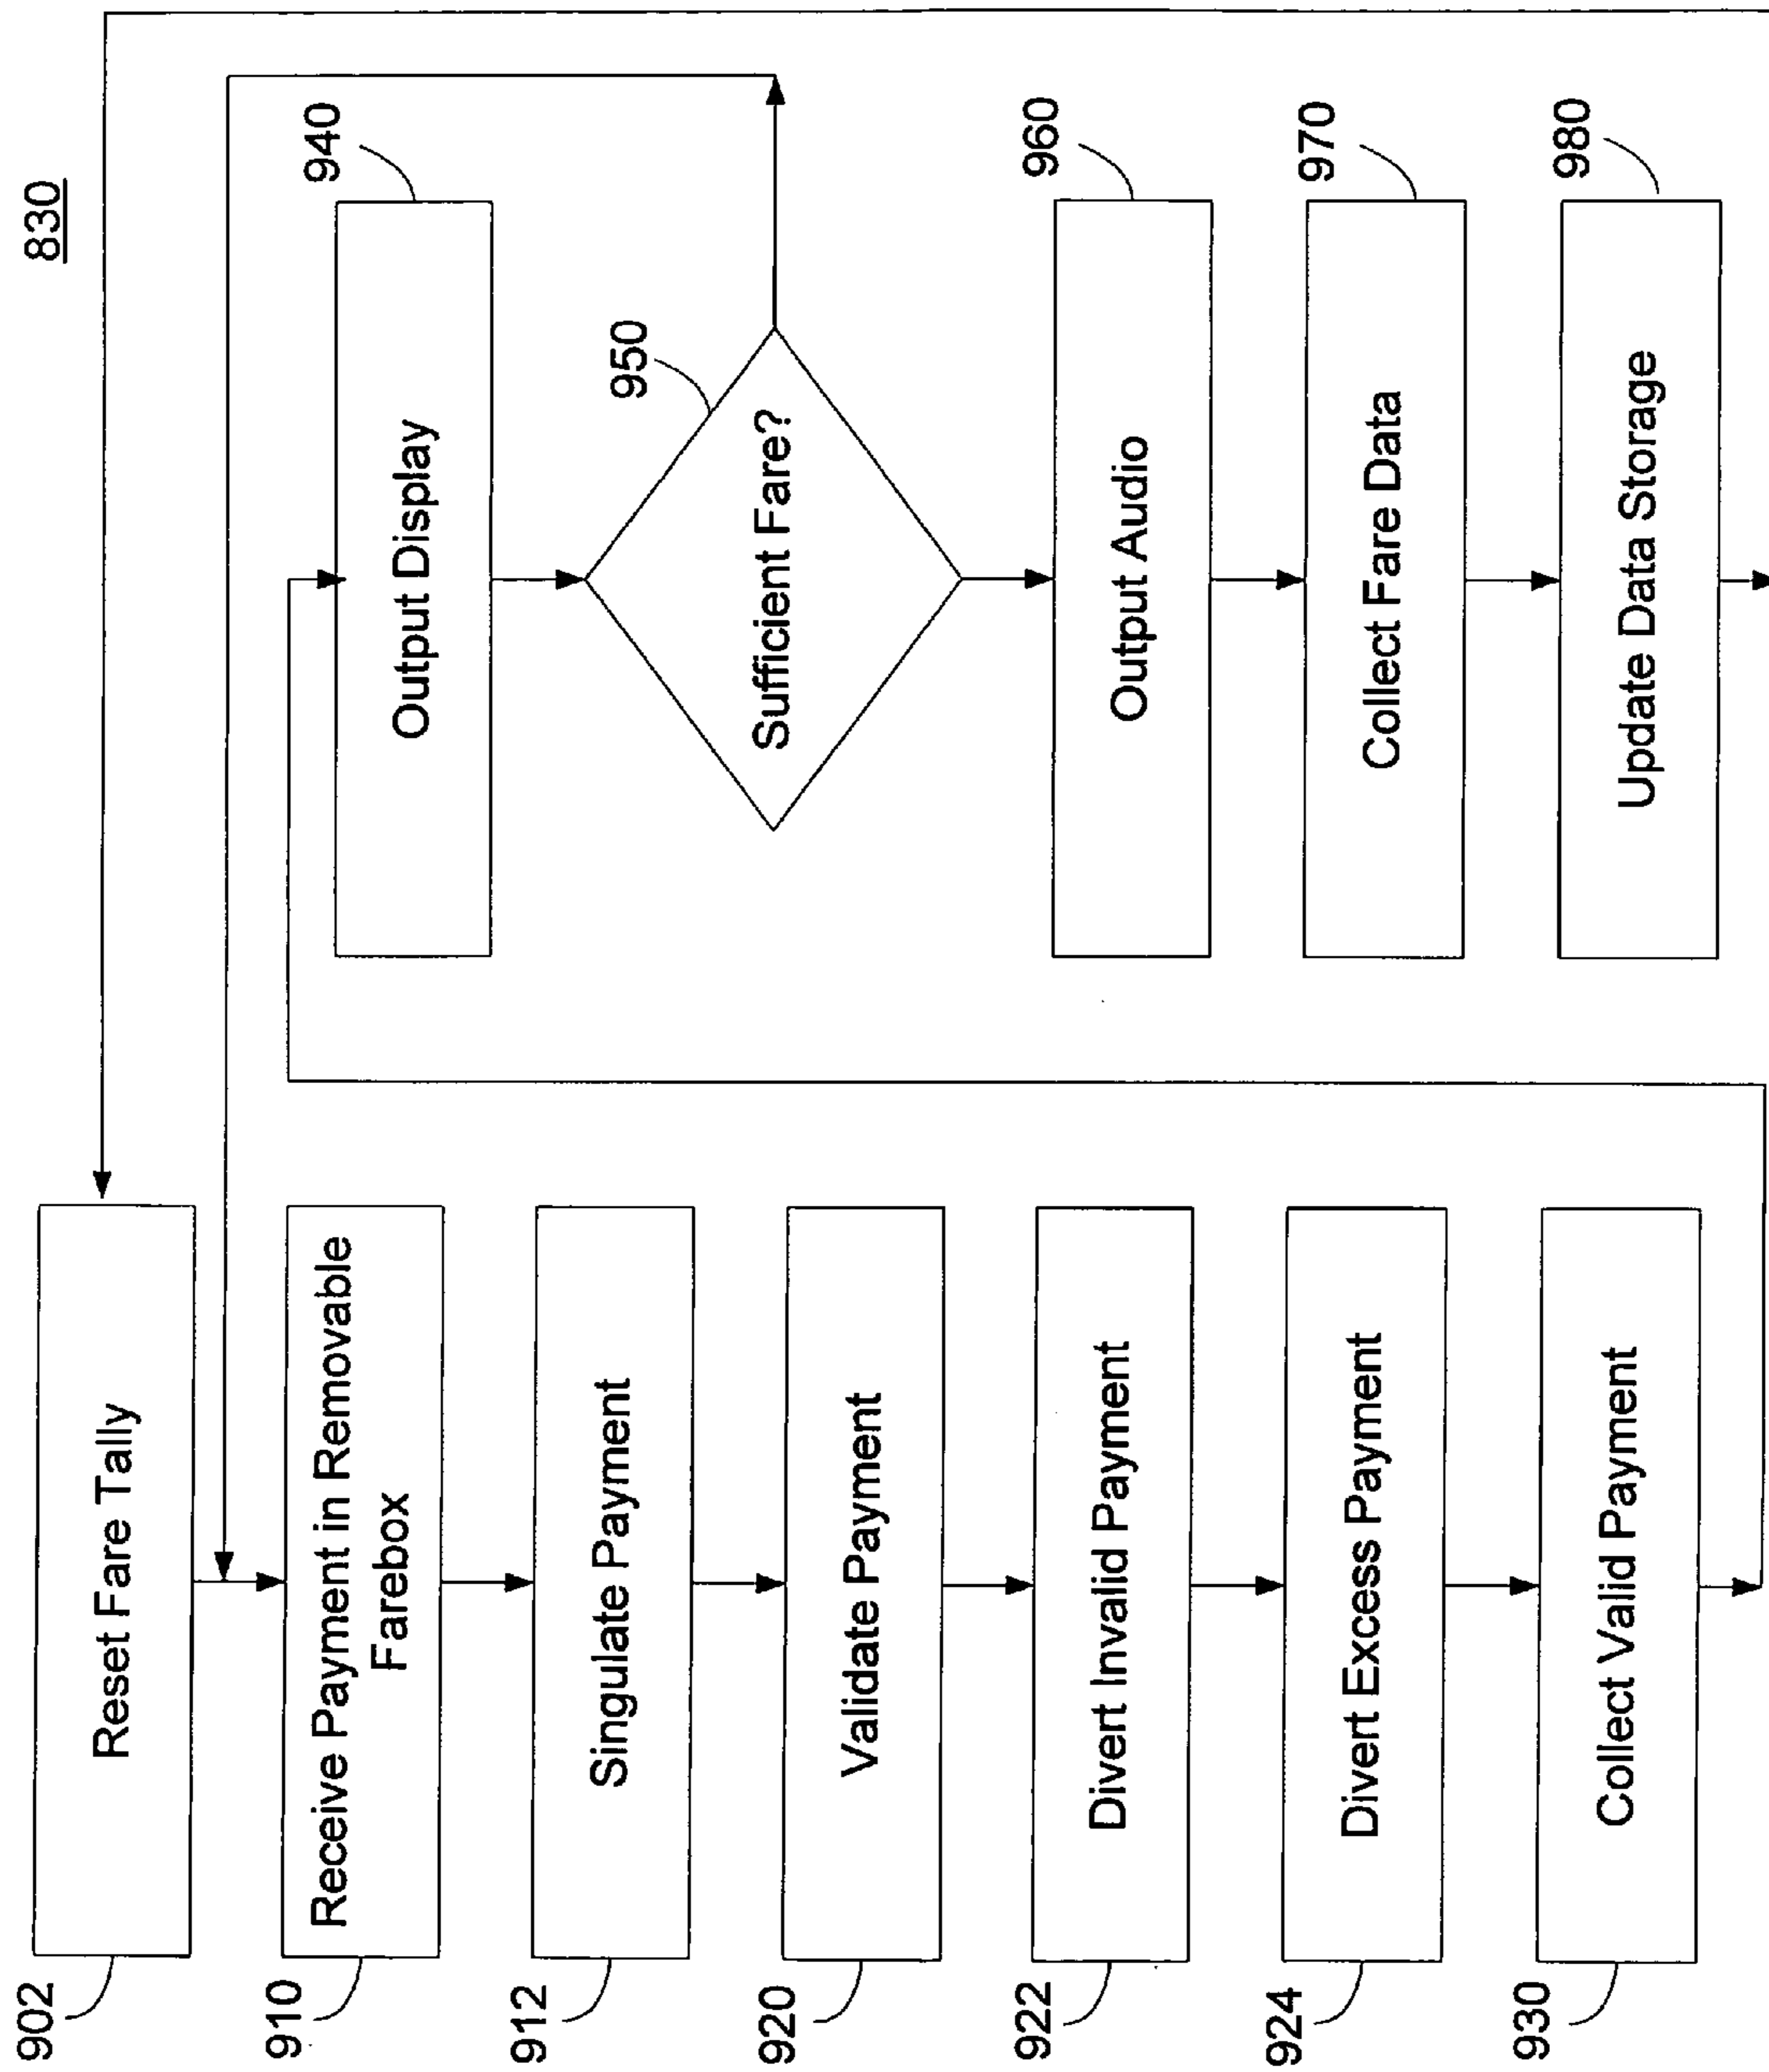 830
902
Reset Fare Tally
910
Receive Payment in Removable
Farebox
912
Singulate Payment
920
Validate Payment
922
Divert Invalid Payment
924
Divert Excess Payment
930
Collect Valid Payment
940
Output Display
950
Sufficient Fare?
960
Output Audio
970
Collect Fare Data
980
Update Data Storage